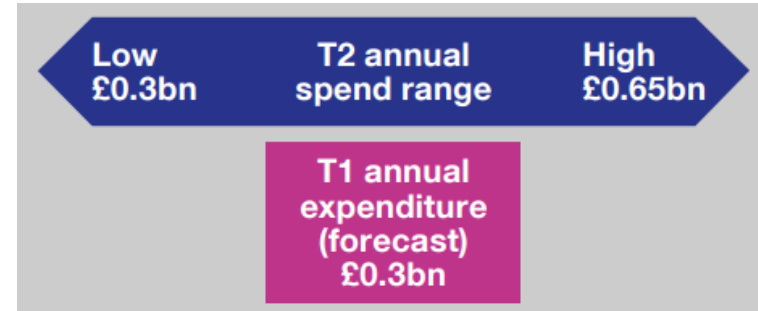 Low
£0.3bn
T2 annual
spend range
High
£0.65bn
T1 annual
expenditure
(forecast)
£0.3bn